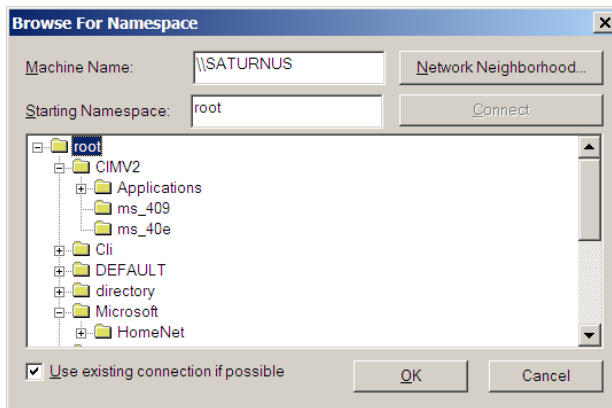 Browse For Namespace
Machine Name: \\SATURNUS Network Neighborhood...
Starting Namespace: root Connect
root
CIMV2
Applications
ms_409
ms_40e
Cli
DEFAULT
directory
Microsoft
HomeNet
Use existing connection if possible OK Cancel